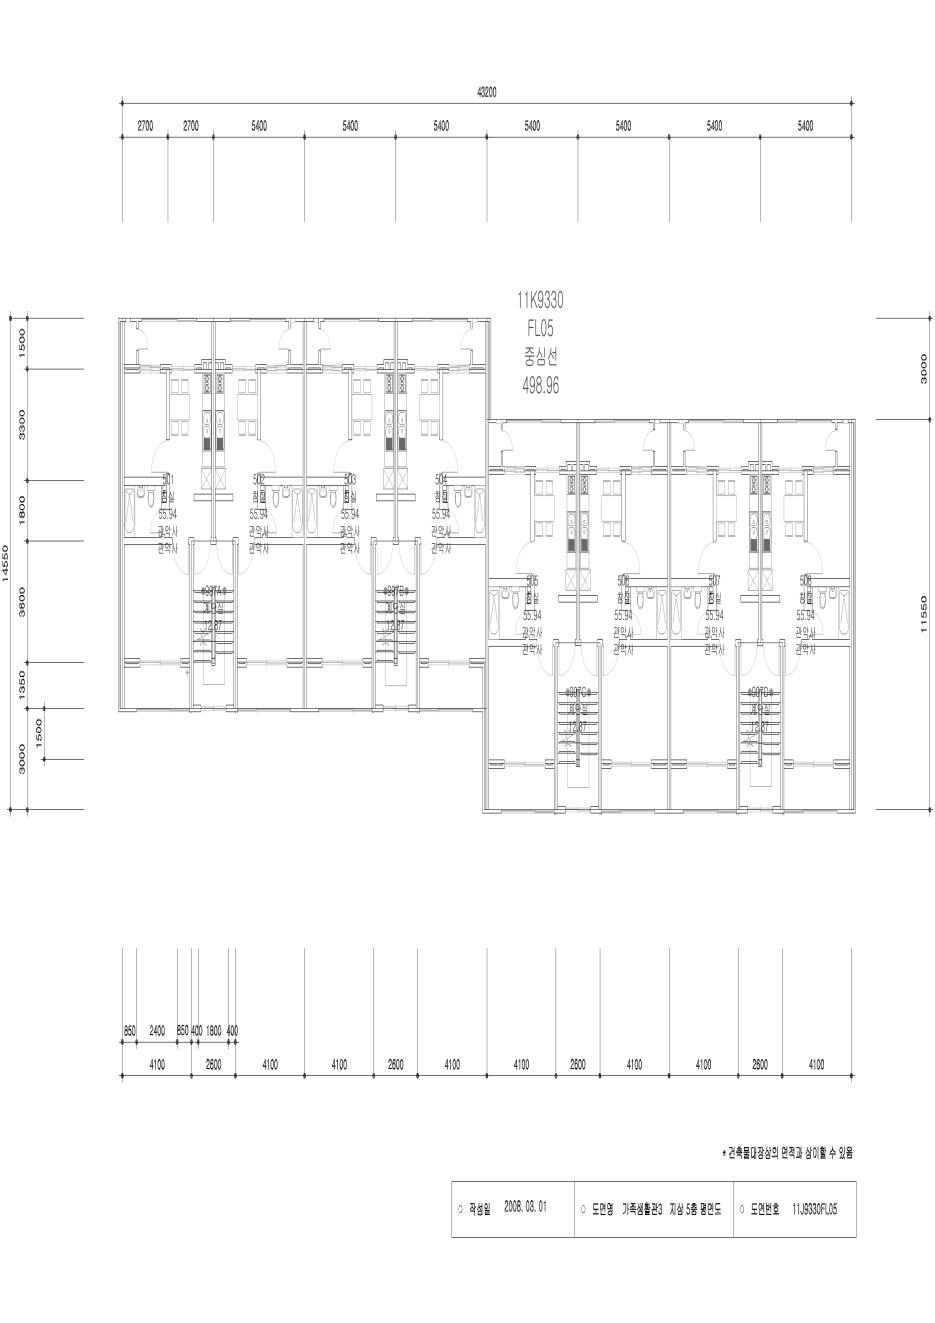 43200
2700 2700 5400 5400 5400 5400 5400 5400 5400
11K9330
FL05
중심선
498.96
1500
3300
1800
3600
1350
3000
1500
14550
3000
11550
501
침실
55.94
관악사
관악사
502
침실
55.94
관악사
관악사
503
침실
55.94
관악사
관악사
504
침실
55.94
관악사
관악사
*997A*
계단실
12.87
*997B*
계단실
12.87
505
침실
55.94
관악사
관악사
506
침실
55.94
관악사
관악사
507
침실
55.94
관악사
관악사
508
침실
55.94
관악사
관악사
*997C*
계단실
12.87
*997D*
계단실
12.87
850 2400 850 400 1800 400
4100 2600 4100 4100 2600 4100 4100 2600 4100 4100 2600 4100
* 건축물대장상의 면적과 상이할 수 있음
○ 작성일 2008. 03. 01 ○ 도면명 가족생활관3 지상 5층 평면도 ○ 도면번호 11J9330FL05